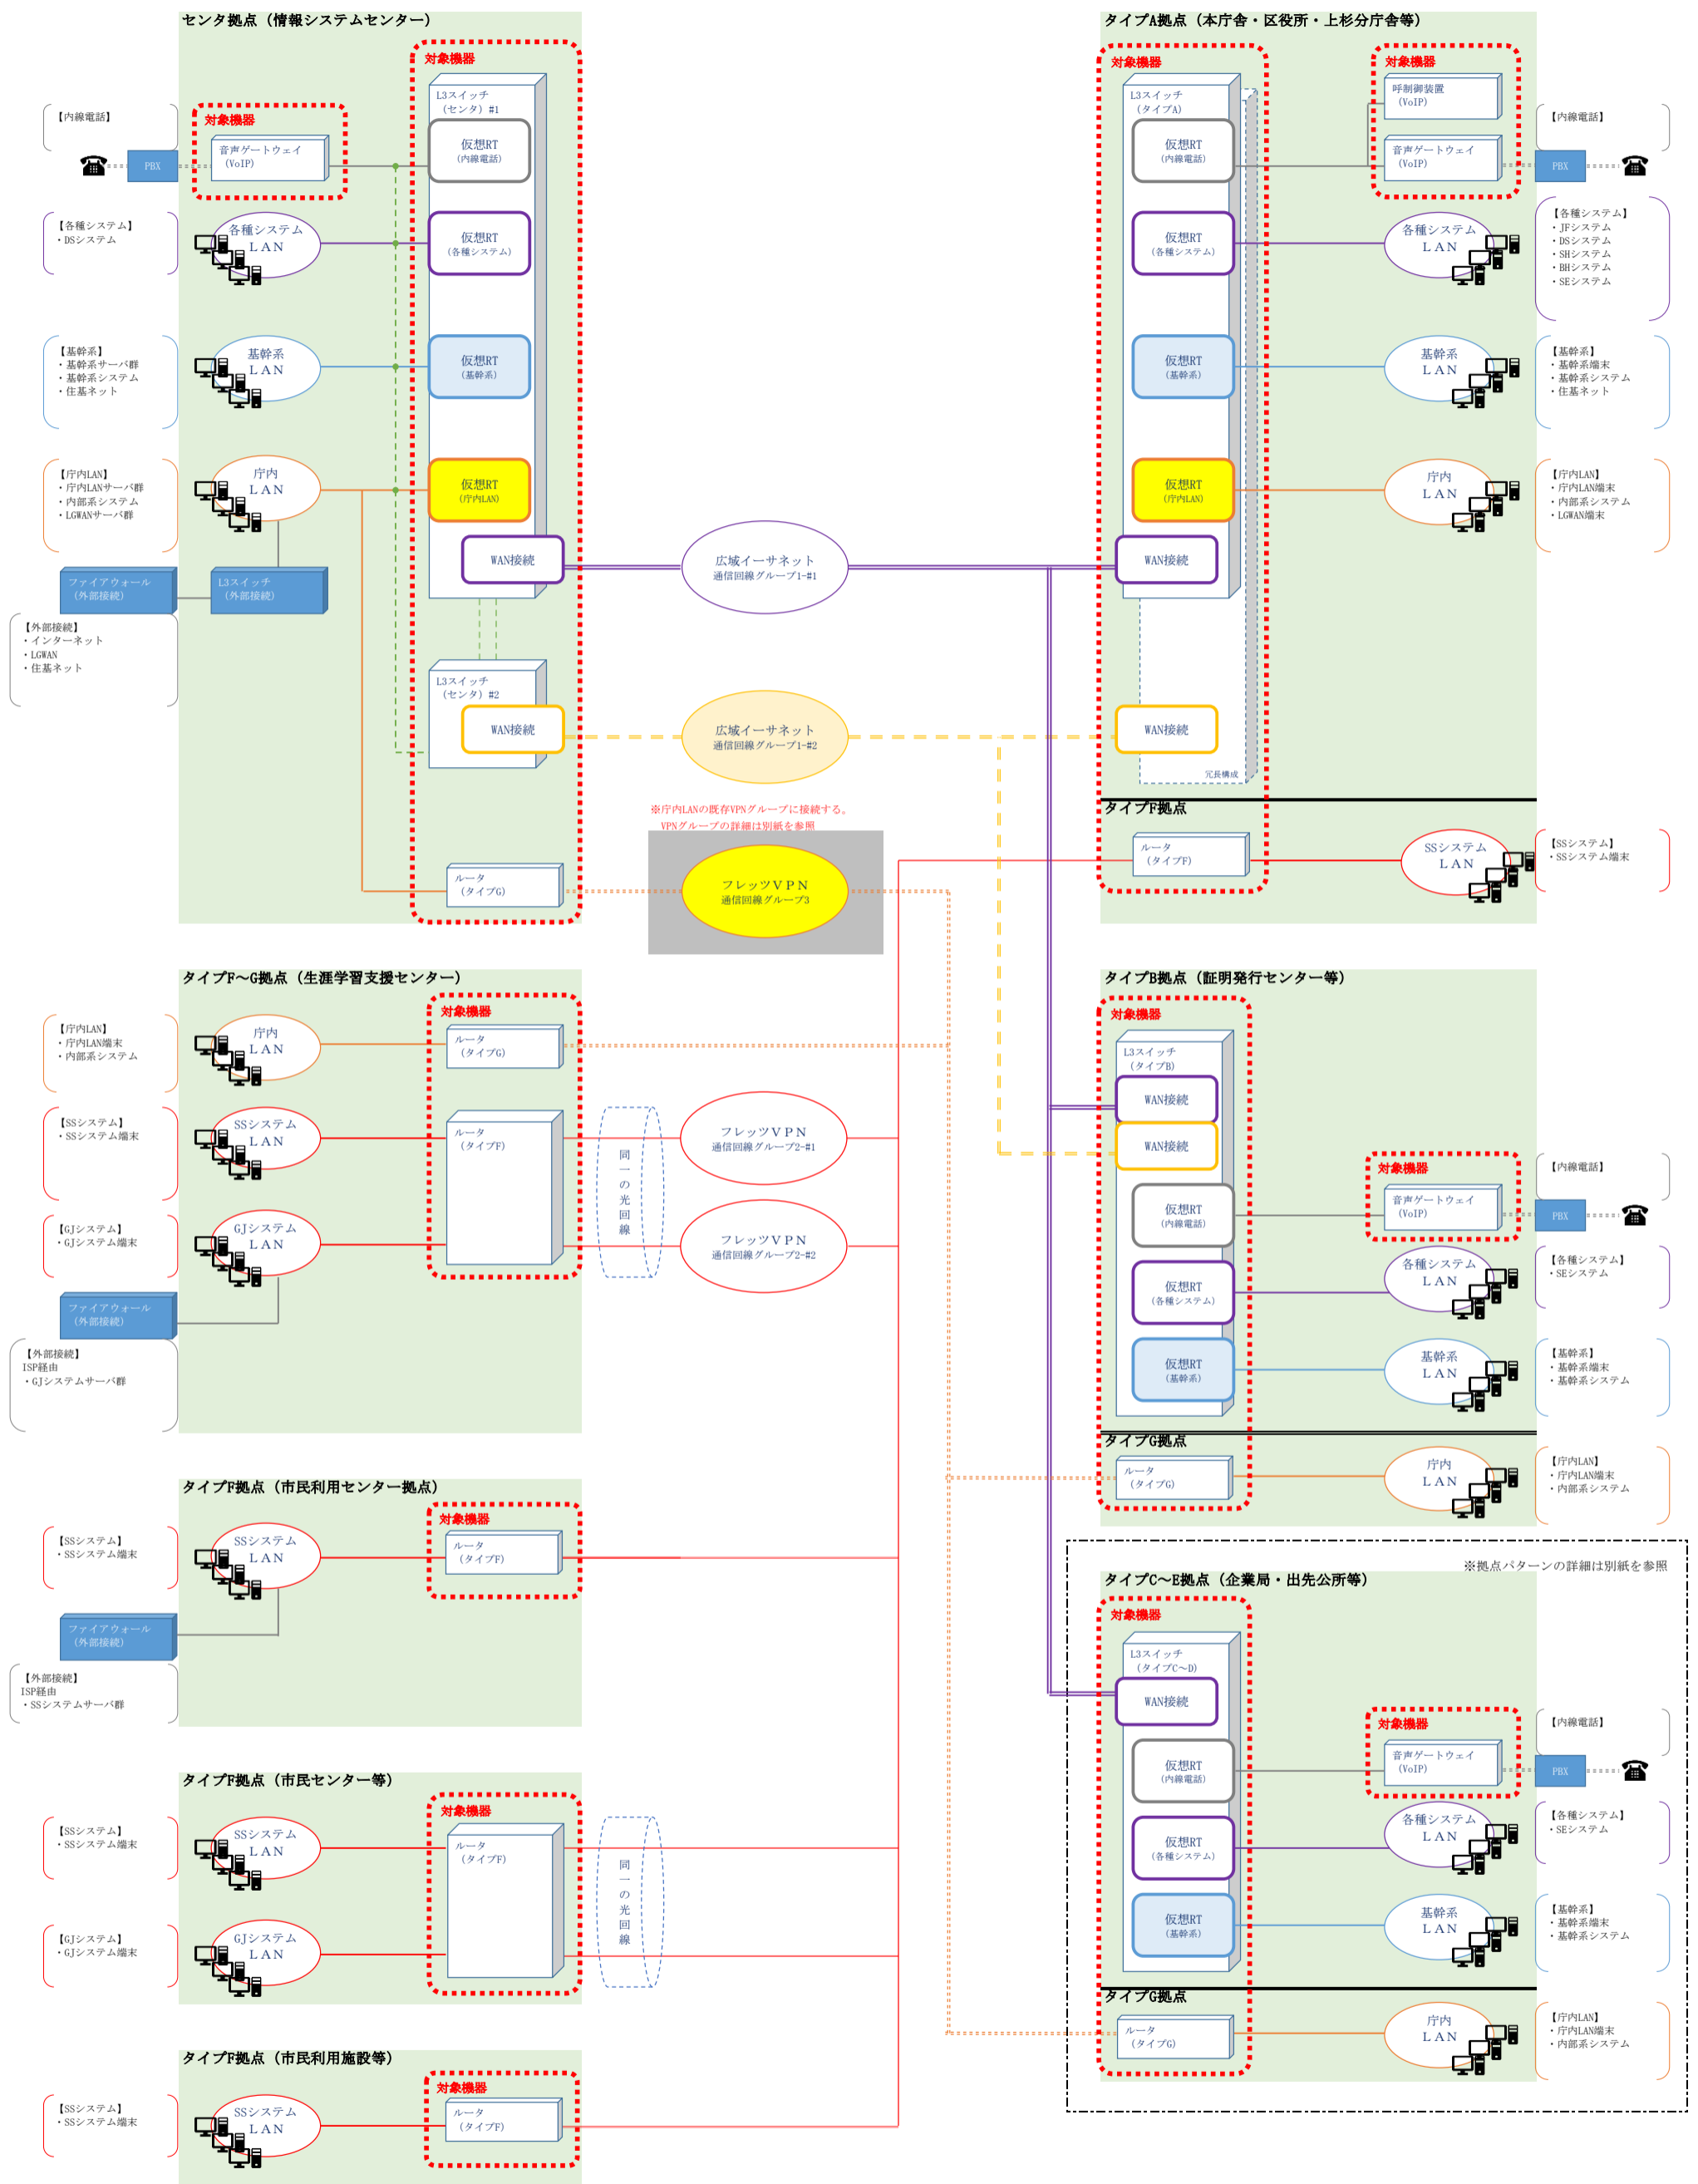 センタ拠点（情報システムセンター）
対象機器
L3スイッチ
（センタ）#1
【内線電話】
対象機器
PBX
音声ゲートウェイ
（VoIP）
仮想RT
（内線電話）
【各種システム】
・DSシステム
各種システム
ＬＡＮ
仮想RT
（各種システム）
【基幹系】
・基幹系サーバ群
・基幹系システム
・住基ネット
基幹系
ＬＡＮ
仮想RT
（基幹系）
【庁内LAN】
・庁内LANサーバ群
・内部系システム
・LGWANサーバ群
庁内
ＬＡＮ
仮想RT
（庁内LAN）
WAN接続
ファイアウォール
（外部接続）
L3スイッチ
（外部接続）
【外部接続】
・インターネット
・LGWAN
・住基ネット
L3スイッチ
（センタ）#2
WAN接続
ルータ
（タイプG）
広域イーサネット
通信回線グループ1-#1
広域イーサネット
通信回線グループ1-#2
※庁内LANの既存VPNグループに接続する。
VPNグループの詳細は別紙を参照
フレッツＶＰＮ
通信回線グループ3
タイプA拠点（本庁舎・区役所・上杉分庁舎等）
対象機器
L3スイッチ
（タイプA）
対象機器
呼制御装置
（VoIP）
音声ゲートウェイ
（VoIP）
【内線電話】
PBX
仮想RT
（内線電話）
仮想RT
（各種システム）
各種システム
ＬＡＮ
【各種システム】
・JFシステム
・DSシステム
・SHシステム
・BHシステム
・SEシステム
仮想RT
（基幹系）
基幹系
ＬＡＮ
【基幹系】
・基幹系端末
・基幹系システム
・住基ネット
仮想RT
（庁内LAN）
庁内
ＬＡＮ
【庁内LAN】
・庁内LAN端末
・内部系システム
・LGWAN端末
WAN接続
WAN接続
冗長構成
タイプF拠点
ルータ
（タイプF）
SSシステム
ＬＡＮ
【SSシステム】
・SSシステム端末
タイプF～G拠点（生涯学習支援センター）
対象機器
【庁内LAN】
・庁内LAN端末
・内部系システム
庁内
ＬＡＮ
ルータ
（タイプG）
【SSシステム】
・SSシステム端末
SSシステム
ＬＡＮ
ルータ
（タイプF）
【GJシステム】
・GJシステム端末
GJシステム
ＬＡＮ
ファイアウォール
（外部接続）
【外部接続】
ISP経由
・GJシステムサーバ群
同一の光回線
フレッツＶＰＮ
通信回線グループ2-#1
フレッツＶＰＮ
通信回線グループ2-#2
タイプB拠点（証明発行センター等）
対象機器
L3スイッチ
（タイプB）
WAN接続
WAN接続
仮想RT
（内線電話）
対象機器
音声ゲートウェイ
（VoIP）
【内線電話】
PBX
仮想RT
（各種システム）
各種システム
ＬＡＮ
【各種システム】
・SEシステム
仮想RT
（基幹系）
基幹系
ＬＡＮ
【基幹系】
・基幹系端末
・基幹系システム
タイプG拠点
ルータ
（タイプG）
庁内
ＬＡＮ
【庁内LAN】
・庁内LAN端末
・内部系システム
タイプF拠点（市民利用センター拠点）
対象機器
【SSシステム】
・SSシステム端末
SSシステム
ＬＡＮ
ルータ
（タイプF）
ファイアウォール
（外部接続）
【外部接続】
ISP経由
・SSシステムサーバ群
※拠点パターンの詳細は別紙を参照
タイプC～E拠点（企業局・出先公所等）
対象機器
L3スイッチ
（タイプC～D）
WAN接続
仮想RT
（内線電話）
対象機器
音声ゲートウェイ
（VoIP）
【内線電話】
PBX
仮想RT
（各種システム）
各種システム
ＬＡＮ
【各種システム】
・SEシステム
仮想RT
（基幹系）
基幹系
ＬＡＮ
【基幹系】
・基幹系端末
・基幹系システム
タイプG拠点
ルータ
（タイプG）
庁内
ＬＡＮ
【庁内LAN】
・庁内LAN端末
・内部系システム
タイプF拠点（市民センター等）
対象機器
【SSシステム】
・SSシステム端末
SSシステム
ＬＡＮ
ルータ
（タイプF）
【GJシステム】
・GJシステム端末
GJシステム
ＬＡＮ
同一の光回線
タイプF拠点（市民利用施設等）
対象機器
【SSシステム】
・SSシステム端末
SSシステム
ＬＡＮ
ルータ
（タイプF）